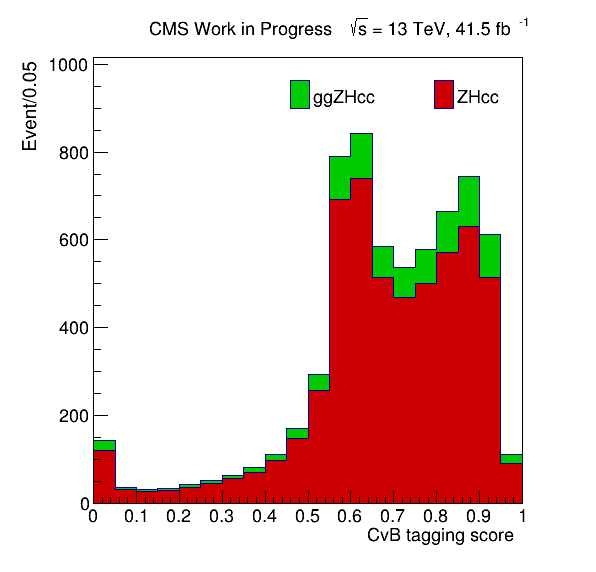 CMS Work in Progress √s = 13 TeV, 41.5 fb -1
Event/0.05
1000
800
600
400
200
0
ggZHcc ZHcc
0 0.1 0.2 0.3 0.4 0.5 0.6 0.7 0.8 0.9 1
CvB tagging score